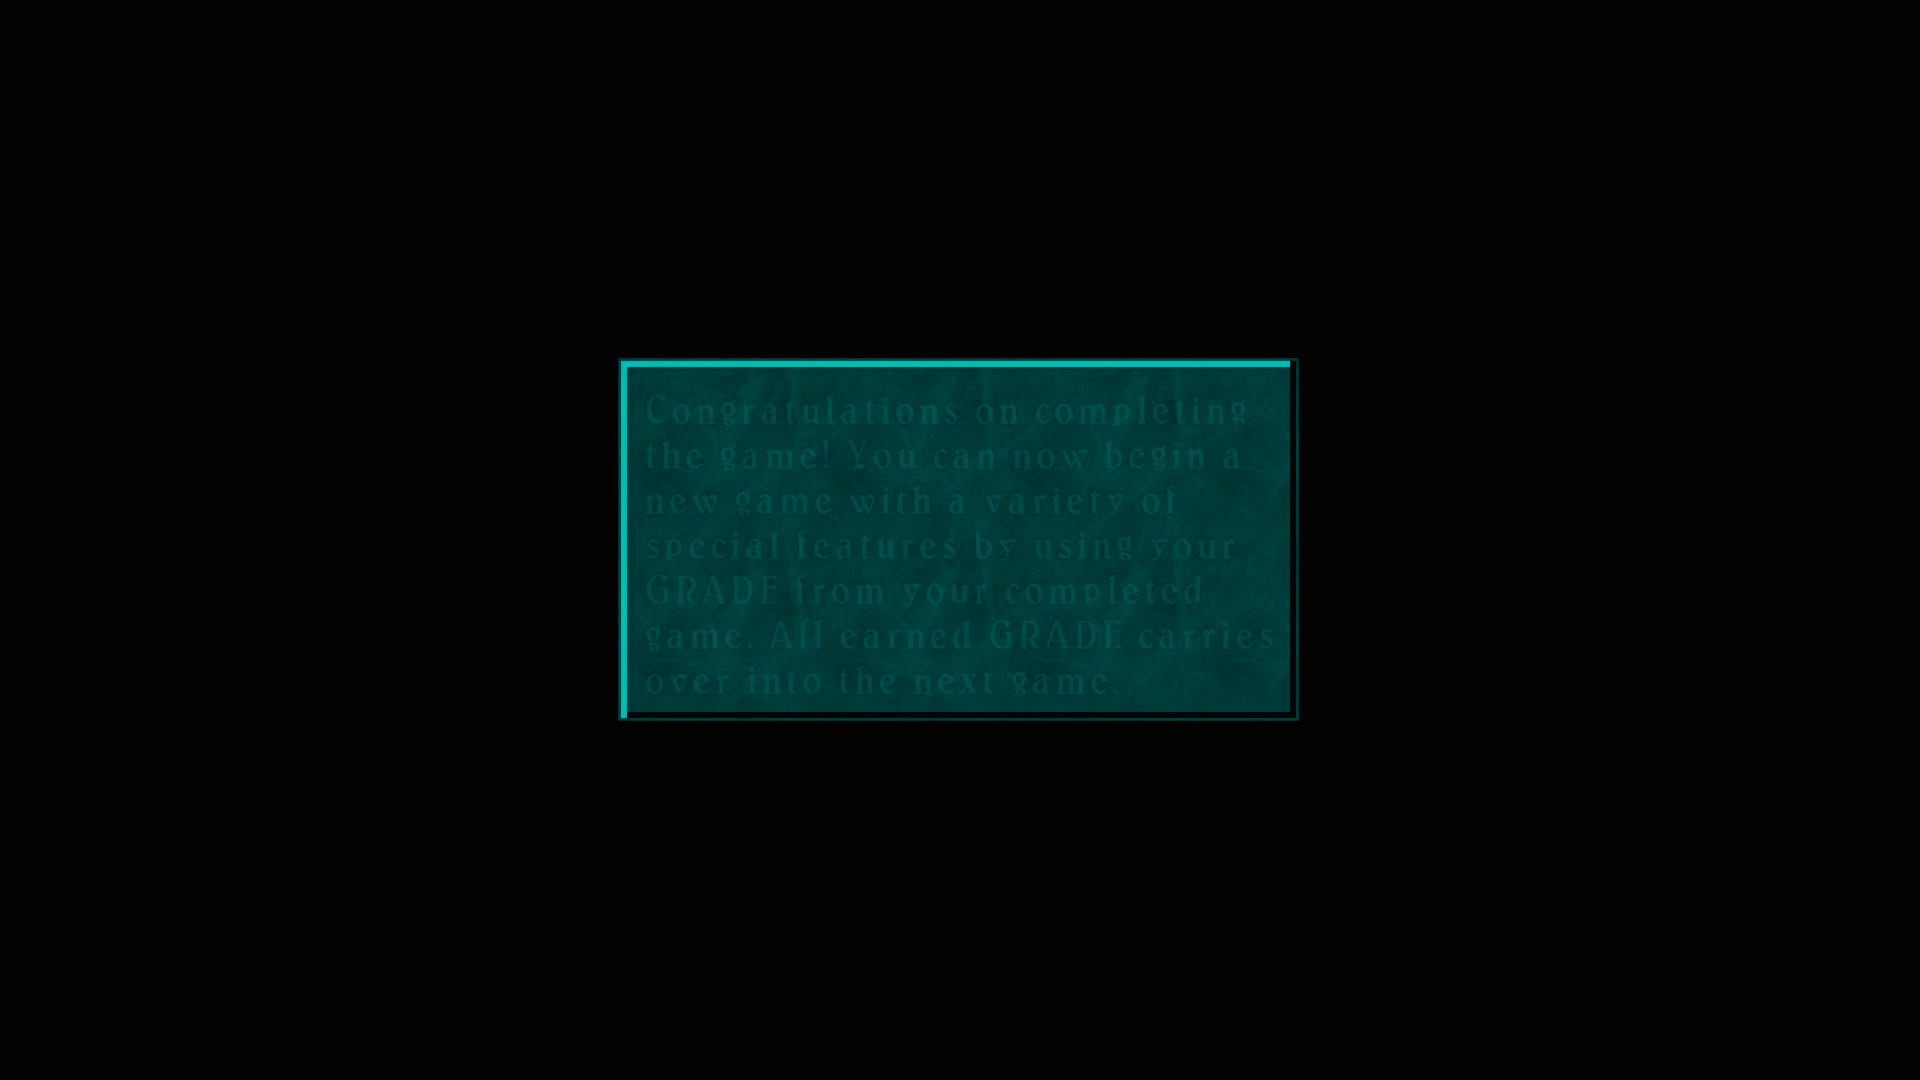 Congratulations on completing
the game! You can now begin a
new game with a variety of
special features by using your
GRADE from your completed
game. All earned GRADE carries
over into the next game.